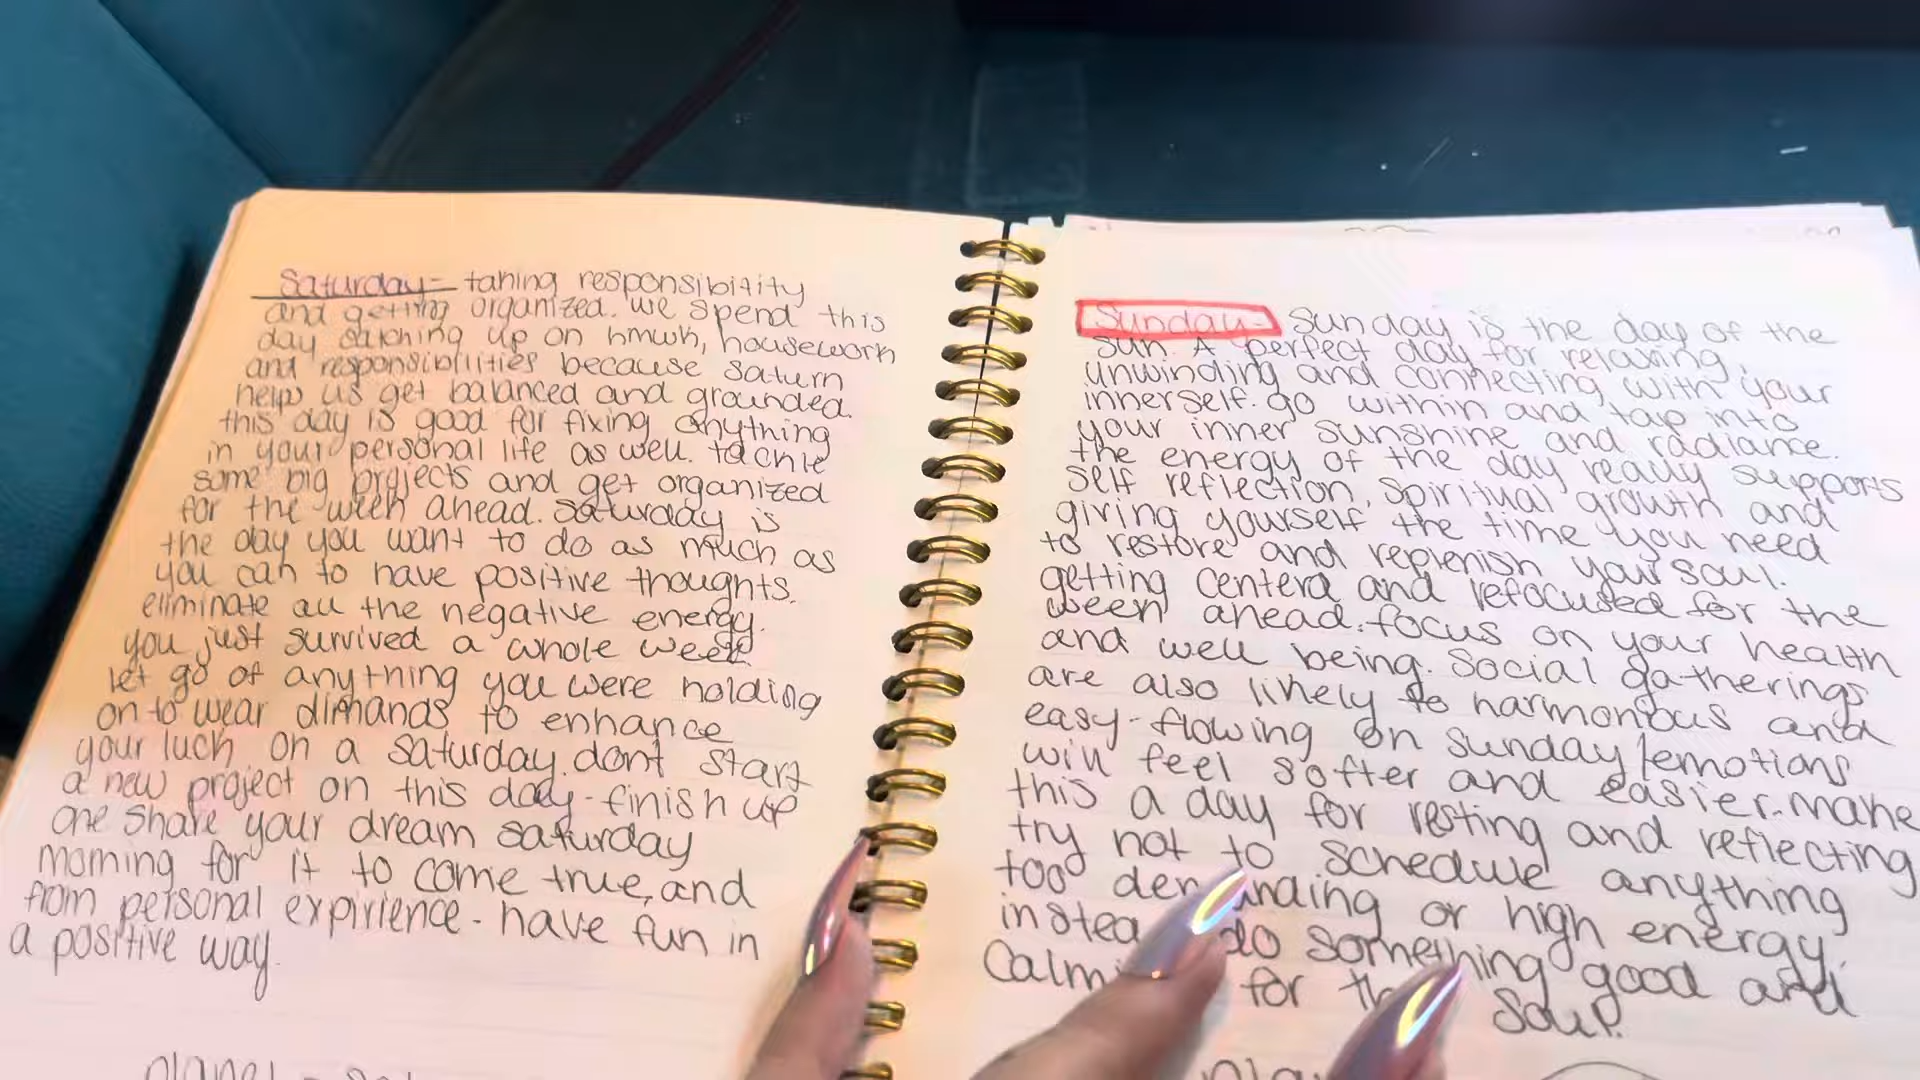 Saturday- taking responsibility
and getting organized. we spend this
day catching up on hmwk, housework
and responsibilities because saturn
helps us get balanced and grounded.
this day is good for fixing anything
in your personal life as well. tackle
some big projects and get organized
for the week ahead. Saturday is
the day you want to do as much as
you can to have positive thoughts.
eliminate all the negative energy.
you just survived a whole week
let go of anything you were holding
on to wear dimands to enhance
your luck on a saturday. dont start
a new project on this day - finish up
one share your dream saturday
morning for it to come true, and
from personal expirience - have fun in
a positive way.
Sunday- Sunday is the day of the
sun. A perfect day for relaxing,
unwinding and connecting with your
innerself. go within and tap into
your inner sunshine and radiance.
the energy of the day really supports
self reflection, spiritual growth and
giving yourself the time you need
to restore and replenish your soul.
getting centerd and refocused for the
week ahead. focus on your health
and well being. Social gatherings
are also likely to harmonious and
easy-flowing on sunday/emotions
will feel softer and easier. make
this a day for resting and reflecting
try not to schedule anything
too demanding or high energy.
instead do something good and
for the soul.